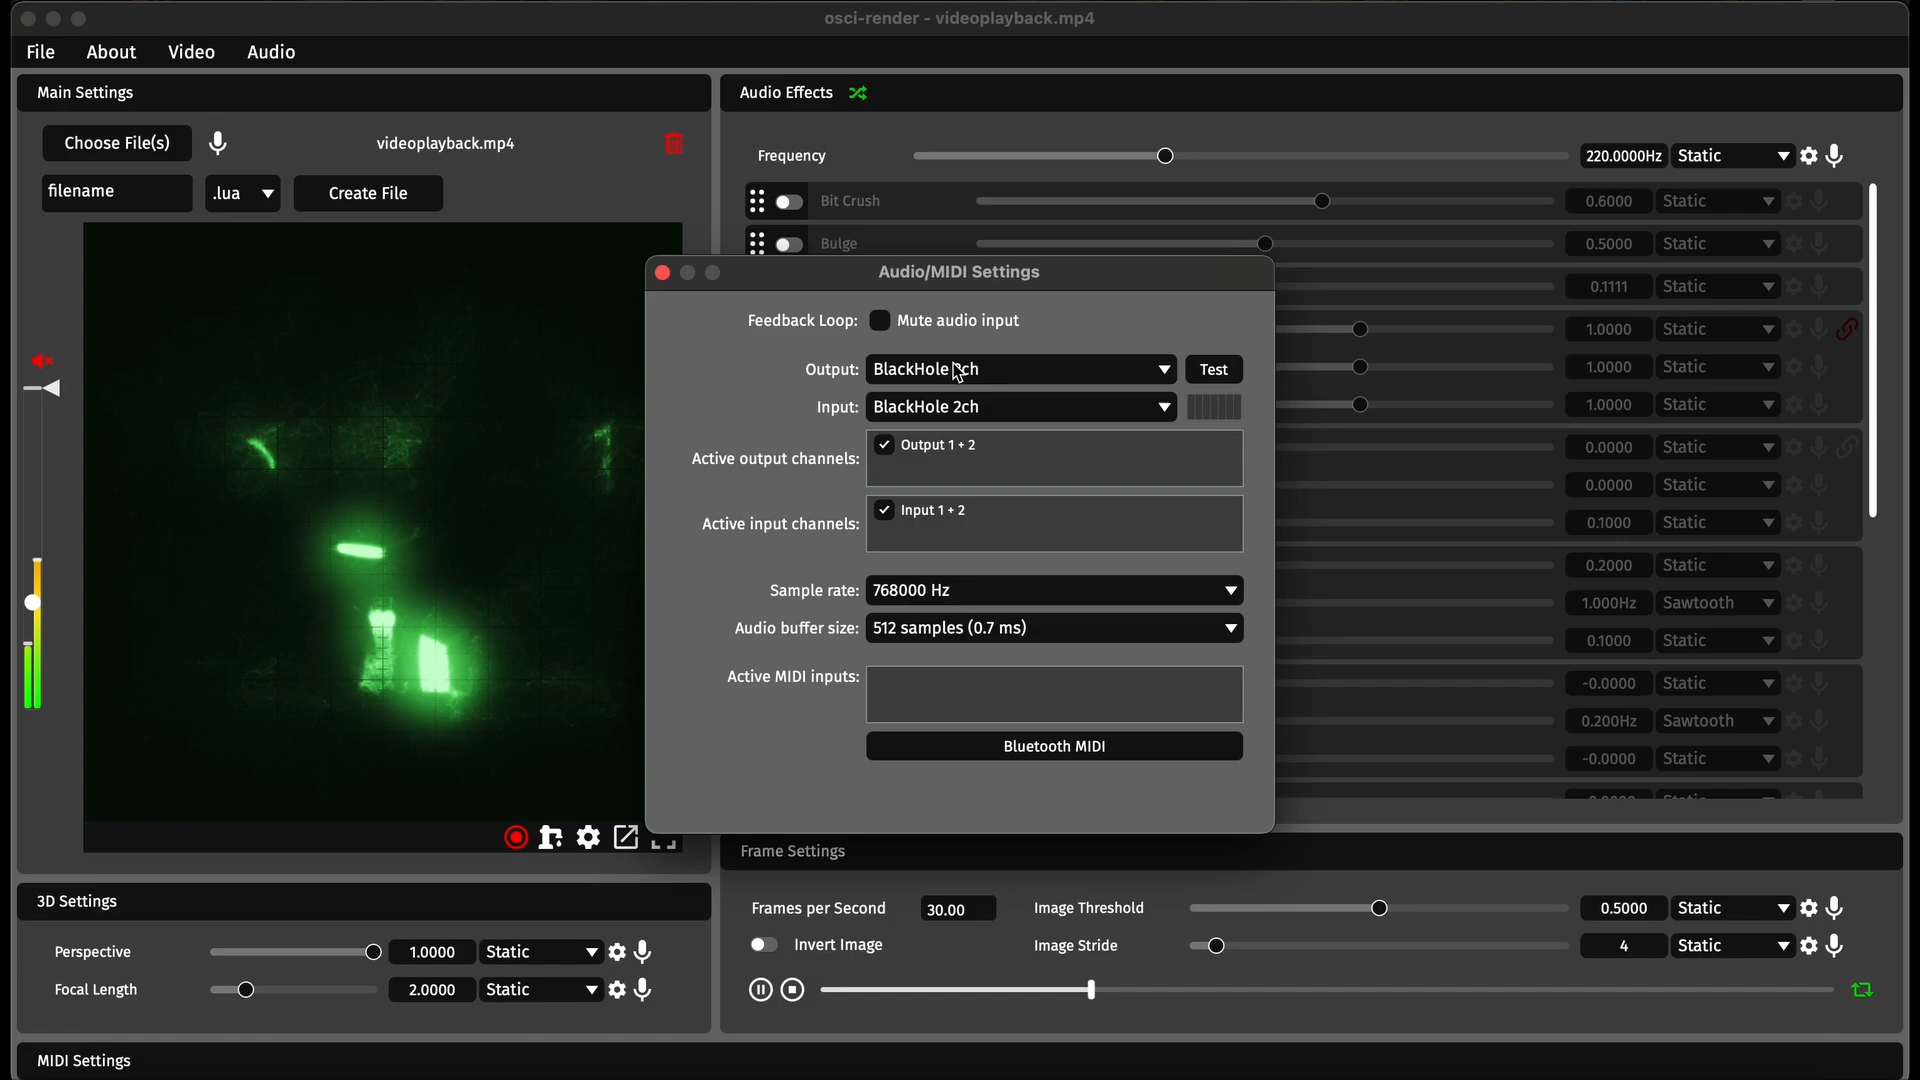 osci-render - videoplayback.mp4
File About Video Audio
Main Settings
Choose File(s)
videoplayback.mp4
filename
.lua
Create File
Audio Effects
Frequency 220.0000Hz Static
Bit Crush 0.6000 Static
Bulge 0.5000 Static
0.1111 Static
1.0000 Static
1.0000 Static
1.0000 Static
0.0000 Static
0.0000 Static
0.1000 Static
0.2000 Static
1.000Hz Sawtooth
0.1000 Static
-0.0000 Static
0.200Hz Sawtooth
-0.0000 Static
Audio/MIDI Settings
Feedback Loop: Mute audio input
Output: BlackHole 2ch Test
Input: BlackHole 2ch
Active output channels: Output 1 + 2
Active input channels: Input 1 + 2
Sample rate: 768000 Hz
Audio buffer size: 512 samples (0.7 ms)
Active MIDI inputs:
Bluetooth MIDI
3D Settings
Perspective 1.0000 Static
Focal Length 2.0000 Static
Frame Settings
Frames per Second 30.00
Image Threshold 0.5000 Static
Invert Image
Image Stride 4 Static
MIDI Settings